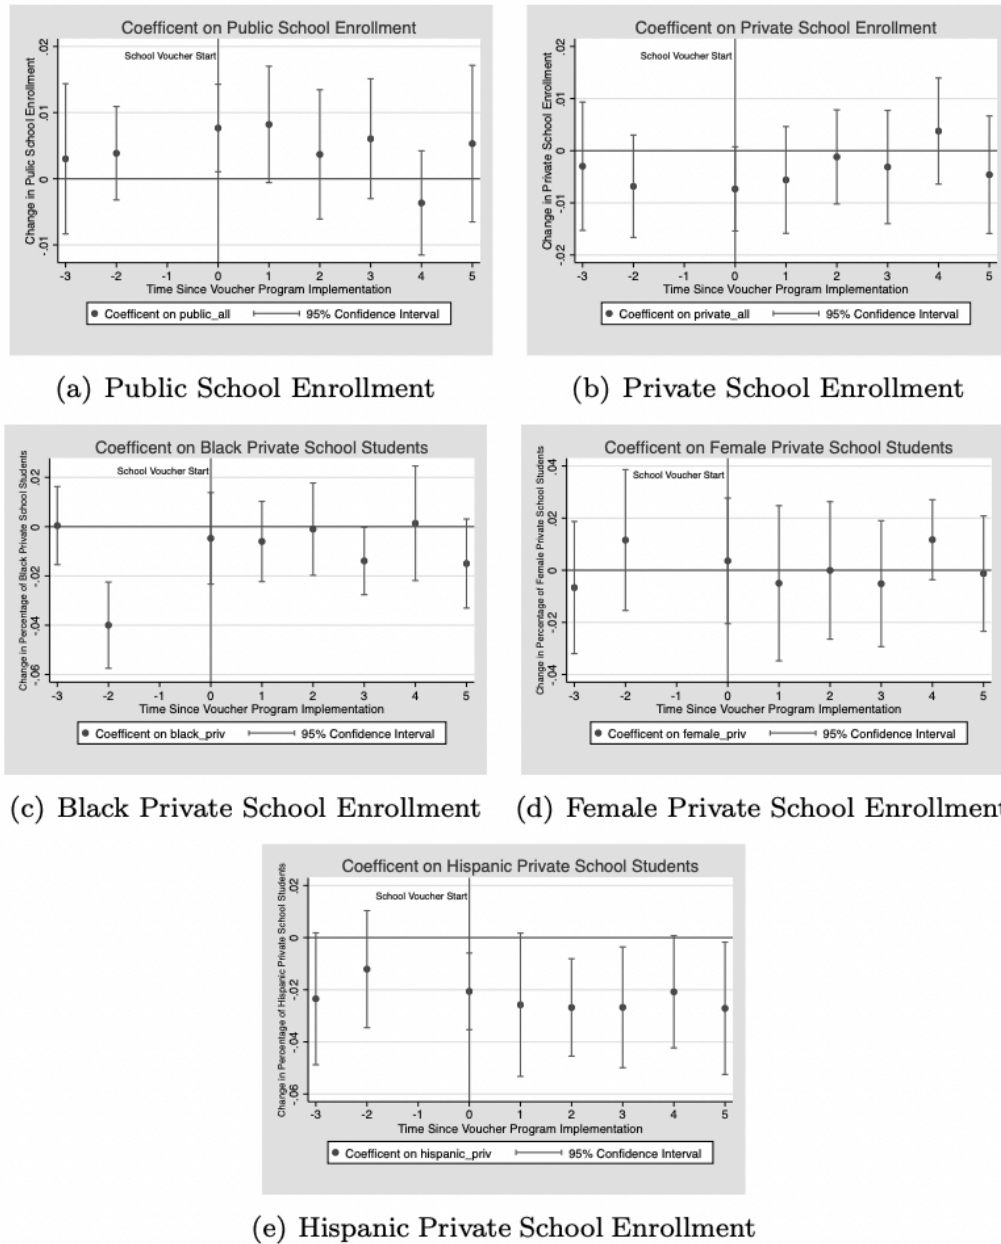 Coefficent on Public School Enrollment
School Voucher Start
Change in Pulic School Enrollment
.02
.01
0
-.01
-3 -2 -1 0 1 2 3 4 5
Time Since Voucher Program Implementation
Coefficent on public_all 95% Confidence Interval
(a) Public School Enrollment
Coefficent on Private School Enrollment
School Voucher Start
Change in Private School Enrollment
.02
.01
0
-.01
-.02
-3 -2 -1 0 1 2 3 4 5
Time Since Voucher Program Implementation
Coefficent on private_all 95% Confidence Interval
(b) Private School Enrollment
Coefficent on Black Private School Students
School Voucher Start
Change in Percentage of Black Private School Students
.02
0
-.02
-.04
-.06
-3 -2 -1 0 1 2 3 4 5
Time Since Voucher Program Implementation
Coefficent on black_priv 95% Confidence Interval
(c) Black Private School Enrollment
Coefficent on Female Private School Students
School Voucher Start
Change in Percentage of Female Private School Students
.04
.02
0
-.02
-.04
-3 -2 -1 0 1 2 3 4 5
Time Since Voucher Program Implementation
Coefficent on female_priv 95% Confidence Interval
(d) Female Private School Enrollment
Coefficent on Hispanic Private School Students
School Voucher Start
Change in Percentage of Hispanic Private School Students
.02
0
-.02
-.04
-.06
-3 -2 -1 0 1 2 3 4 5
Time Since Voucher Program Implementation
Coefficent on hispanic_priv 95% Confidence Interval
(e) Hispanic Private School Enrollment